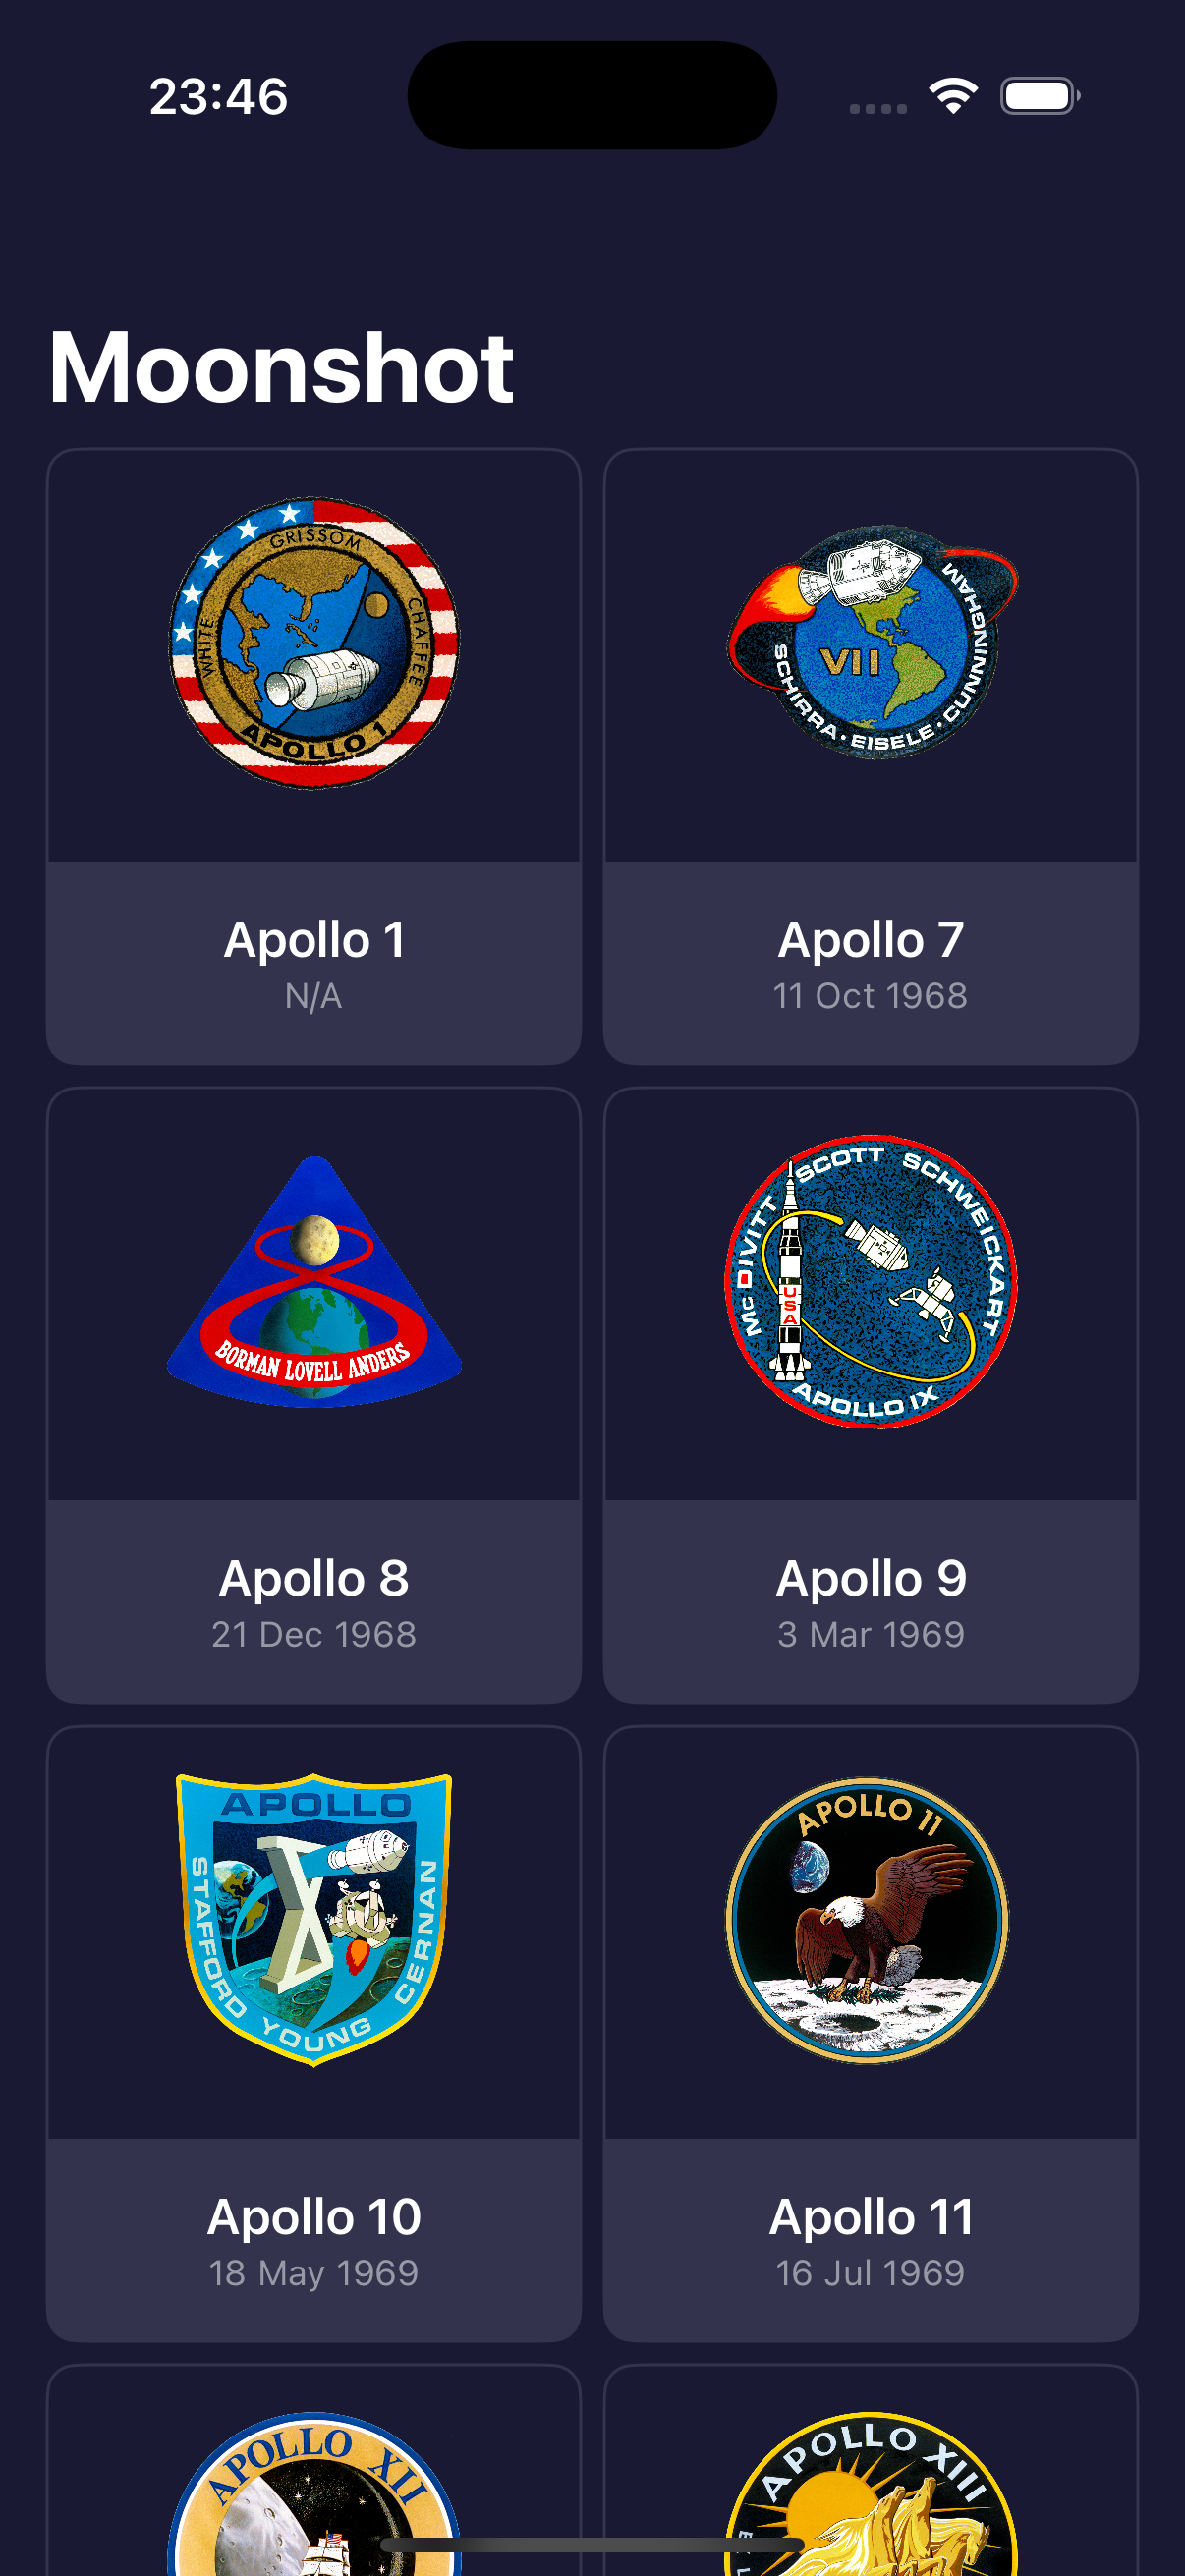 23:46
Moonshot
GRISSOM
WHITE
CHAFFEE
APOLLO 1
VII
SCHIRRA • EISELE • CUNNINGHAM
Apollo 1
N/A
Apollo 7
11 Oct 1968
BORMAN LOVELL ANDERS
McDIVITT SCOTT SCHWEICKART
USA
APOLLO IX
Apollo 8
21 Dec 1968
Apollo 9
3 Mar 1969
APOLLO
X
STAFFORD YOUNG CERNAN
APOLLO 11
Apollo 10
18 May 1969
Apollo 11
16 Jul 1969
APOLLO XII
APOLLO XIII